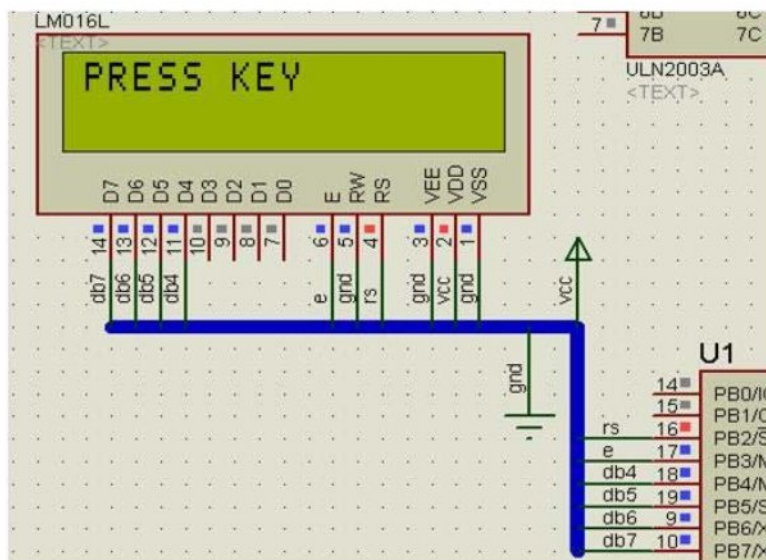 LM016L
<TEXT>
PRESS KEY
D7 D6 D5 D4 D3 D2 D1 D0 E RW RS VEE VDD VSS
14 13 12 11 10 9 8 7 6 5 4 3 2 1
db7 db6 db5 db4 e gnd rs gnd vcc gnd
7 7B 7C
ULN2003A
<TEXT>
vcc
gnd
U1
14 PB0/
15 PB1/
rs 16 PB2/
e 17 PB3/
db4 18 PB4/
db5 19 PB5/
db6 9 PB6/
db7 10 PB7/